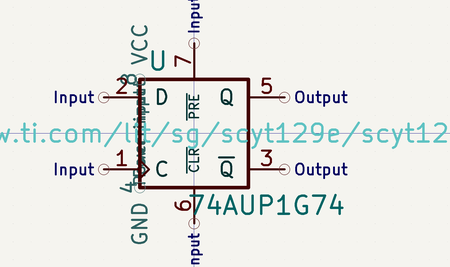 Input
VCC
U
7
8
2
Input
D
PRE
Q
5
Output
w.ti.com/lit/sg/scyt129e/scyt12
1
Input
C
CLR
Q
3
Output
4
GND
6
74AUP1G74
Input